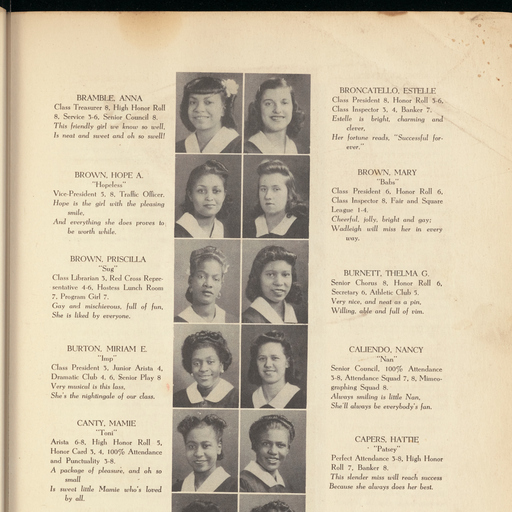 BRAMBLE, ANNA
Class Treasurer 8, High Honor Roll
8, Service 3-6, Senior Council 8.
This friendly girl we know so well,
Is neat and sweet and oh so swell!
BROWN, HOPE A.
"Hopeless"
Vice-President 3, 8, Traffic Officer.
Hope is the girl with the pleasing
smile,
And everything she does proves to
be worth while.
BROWN, PRISCILLA
"Sug"
Class Librarian 3, Red Cross Repre-
sentative 4-6, Hostess Lunch Room
7, Program Girl 7.
Gay and mischievous, full of fun,
She is liked by everyone.
BURTON, MIRIAM E.
"Imp"
Class President 3, Junior Arista 4,
Dramatic Club 4, 6, Senior Play 8
Very musical is this lass,
She's the nightingale of our class.
CANTY, MAMIE
"Toni"
Arista 6-8, High Honor Roll 3,
Honor Card 3, 4, 100% Attendance
and Punctuality 3-8.
A package of pleasure, and oh so
small
Is sweet little Mamie who's loved
by all.
BRONCATELLO, ESTELLE
Class President 8, Honor Roll 3-6,
Class Inspector 3, 4, Banker 7.
Estelle is bright, charming and
clever,
Her fortune reads, "Successful for-
ever."
BROWN, MARY
"Babs"
Class President 6, Honor Roll 6,
Class Inspector 8, Fair and Square
League 1-4.
Cheerful, jolly, bright and gay;
Wadleigh will miss her in every
way.
BURNETT, THELMA G.
Senior Chorus 8, Honor Roll 6,
Secretary 6, Athletic Club 5.
Very nice, and neat as a pin,
Willing, able and full of vim.
CALIENDO, NANCY
"Nan"
Senior Council, 100% Attendance
3-8, Attendance Squad 7, 8, Mimeo-
graphing Squad 8.
Always smiling is little Nan,
She'll always be everybody's fan.
CAPERS, HATTIE
"Patsey"
Perfect Attendance 3-8, High Honor
Roll 7, Banker 8.
This slender miss will reach success
Because she always does her best.